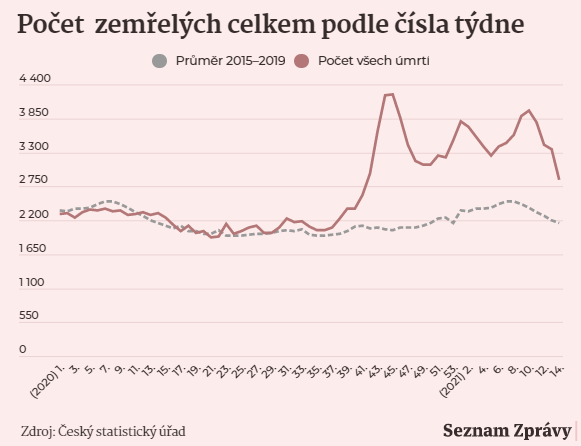 Počet zemřelých celkem podle čísla týdne
Průměr 2015–2019 Počet všech úmrtí
4 400
3 850
3 300
2 750
2 200
1 650
1 100
550
0
(2020) 1. 3. 5. 7. 9. 11. 13. 15. 17. 19. 21. 23. 25. 27. 29. 31. 33. 35. 37. 39. 41. 43. 45. 47. 49. 51. 53. (2021) 2. 4. 6. 8. 10. 12. 14.
Zdroj: Český statistický úřad
Seznam Zprávy